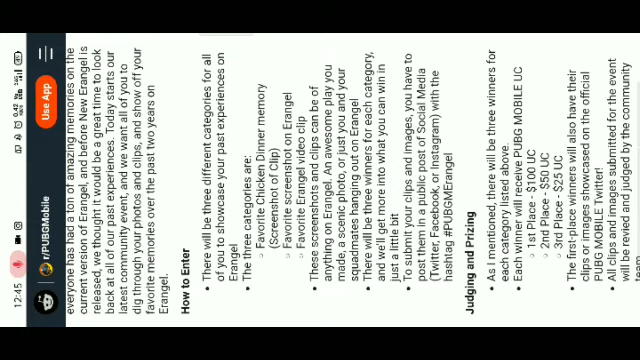 12:45
0.42
KB/s
r/PUBGMobile
Use App
everyone has had a ton of amazing memories on the
current version of Erangel, and before New Erangel is
released, we thought it would be a great time to look
back at all of our past experiences. Today starts our
latest community event, and we want all of you to
dig through your photos and clips, and show off your
favorite memories over the past two years on
Erangel.
How to Enter
• There will be three different categories for all
of you to showcase your past experiences on
Erangel
• The three categories are:
○ Favorite Chicken Dinner memory
(Screenshot of Clip)
○ Favorite screenshot on Erangel
○ Favorite Erangel video clip
• These screenshots and clips can be of
anything on Erangel. An awesome play you
made, a scenic photo, or just you and your
squadmates hanging out on Erangel
• There will be three winners for each category,
and we'll get more into what you can win in
just a little bit
• To submit your clips and images, you have to
post them in a public post of Social Media
(Twitter, Facebook, or Instagram) with the
hashtag #PUBGMErangel
Judging and Prizing
• As I mentioned, there will be three winners for
each category listed above.
• Each winner will receive PUBG MOBILE UC
○ 1st Place - $100 UC
○ 2nd Place - $50 UC
○ 3rd Place - $25 UC
• The first-place winners will also have their
clips or images showcased on the official
PUBG MOBILE Twitter!
• All clips and images submitted for the event
will be revied and judged by the community
team